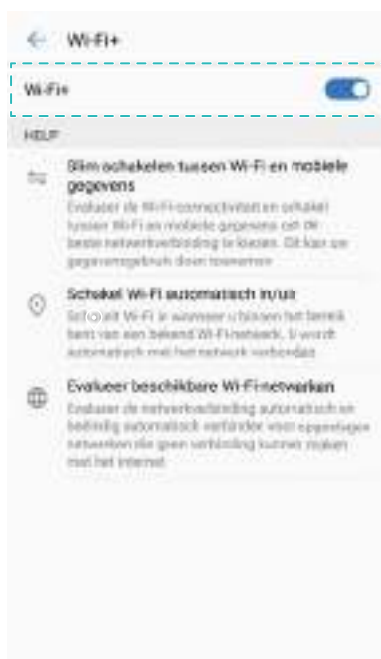 Wi-Fi+
Wi-Fi+
HELP
Slim schakelen tussen Wi-Fi en mobiele
gegevens
Evalueer de Wi-Fi-connectiviteit en schakel
tussen Wi-Fi en mobiele gegevens om de
beste netwerkverbinding te kiezen. Dit kan uw
gegevensgebruik doen toenemen
Schakel Wi-Fi automatisch in/uit
Wi-Fi in wanneer u binnen het bereik
bent van een bekend Wi-Fi-netwerk. U wordt
automatisch met het netwerk verbonden
Evalueer beschikbare Wi-Fi-netwerken
Evalueer de netwerkverbinding automatisch en
beëindig automatisch verbinden voor opgeslagen
netwerken die geen verbinding kunnen maken
met het internet